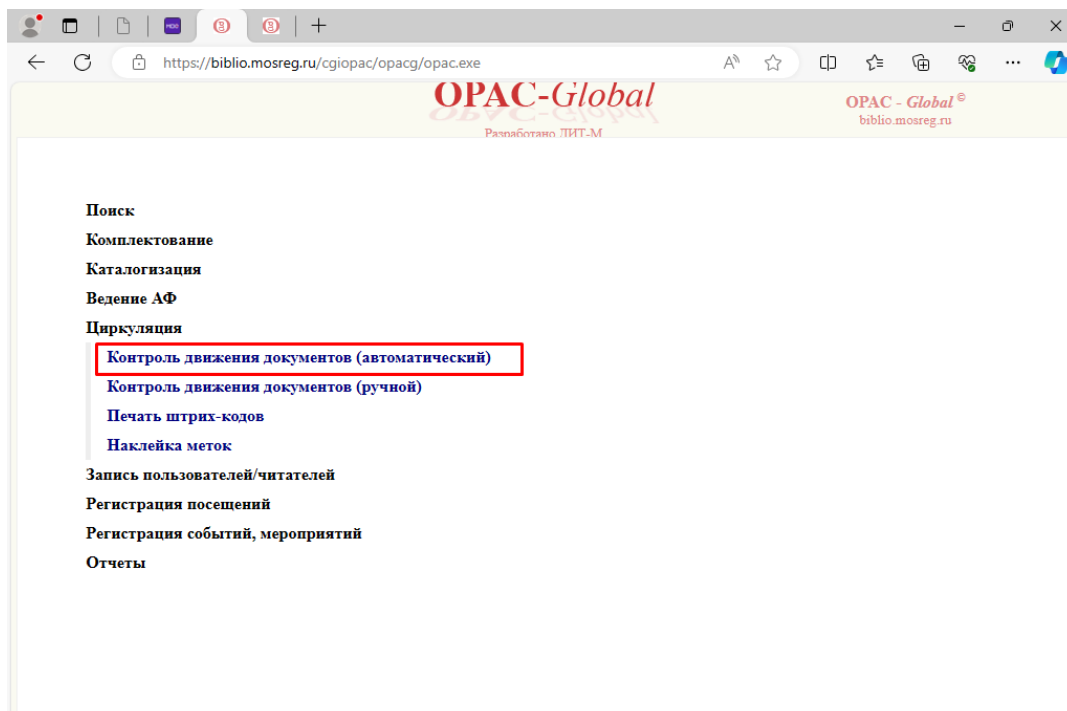 https://biblio.mosreg.ru/cgiopac/opacg/opac.exe
OPAC-Global
Разработано ЛИТ-М
OPAC - Global ©
biblio.mosreg.ru
Поиск
Комплектование
Каталогизация
Ведение АФ
Циркуляция
Контроль движения документов (автоматический)
Контроль движения документов (ручной)
Печать штрих-кодов
Наклейка меток
Запись пользователей/читателей
Регистрация посещений
Регистрация событий, мероприятий
Отчеты